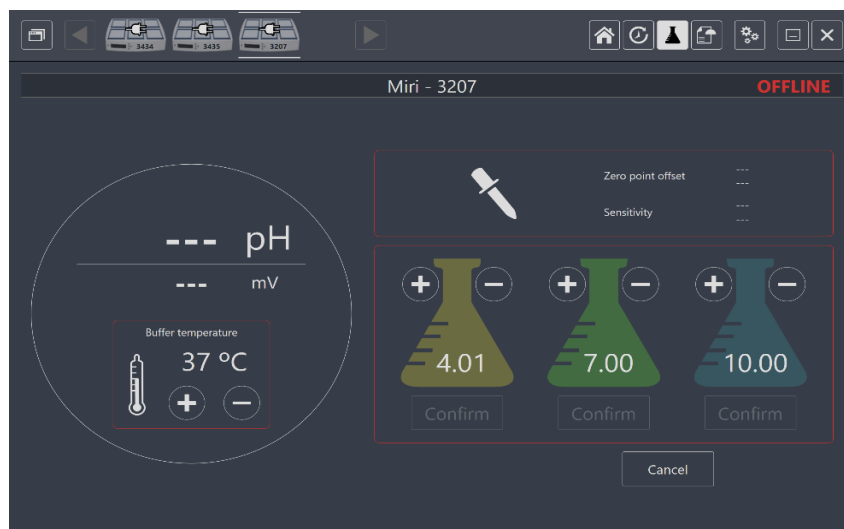 3434 3435 3207
Miri - 3207 OFFLINE
--- pH
--- mV
Buffer temperature
37 °C
Zero point offset ---
---
Sensitivity ---
---
4.01 7.00 10.00
Confirm Confirm Confirm
Cancel